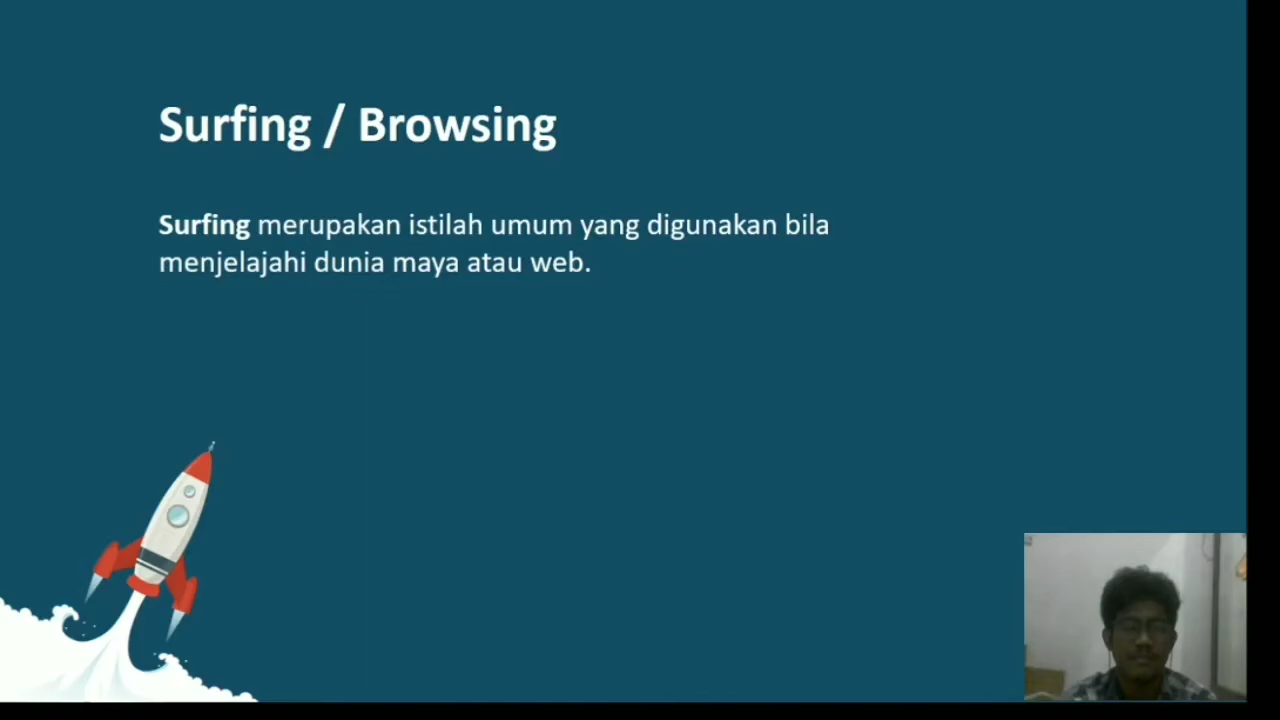 Surfing / Browsing
Surfing merupakan istilah umum yang digunakan bila
menjelajahi dunia maya atau web.